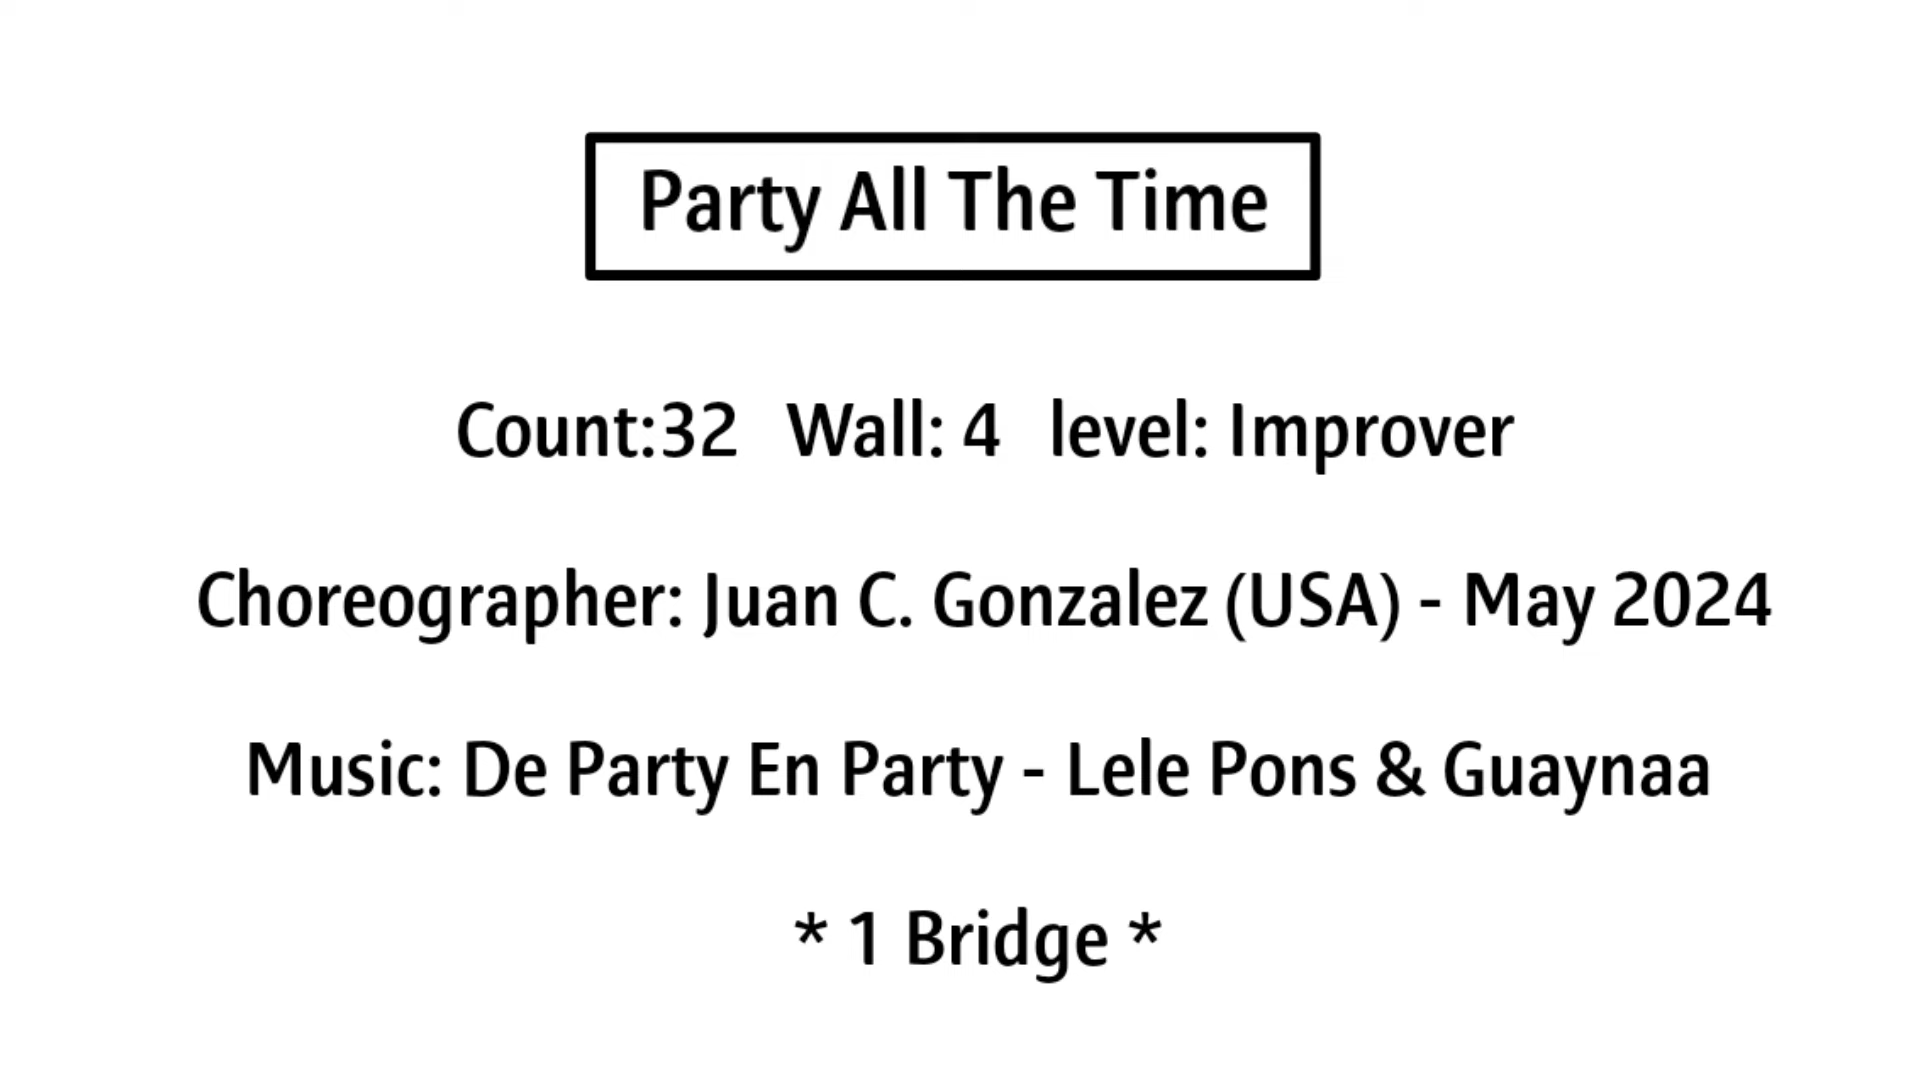 Party All The Time
Count:32 Wall: 4 level: Improver
Choreographer: Juan C. Gonzalez (USA) - May 2024
Music: De Party En Party - Lele Pons & Guaynaa
* 1 Bridge *